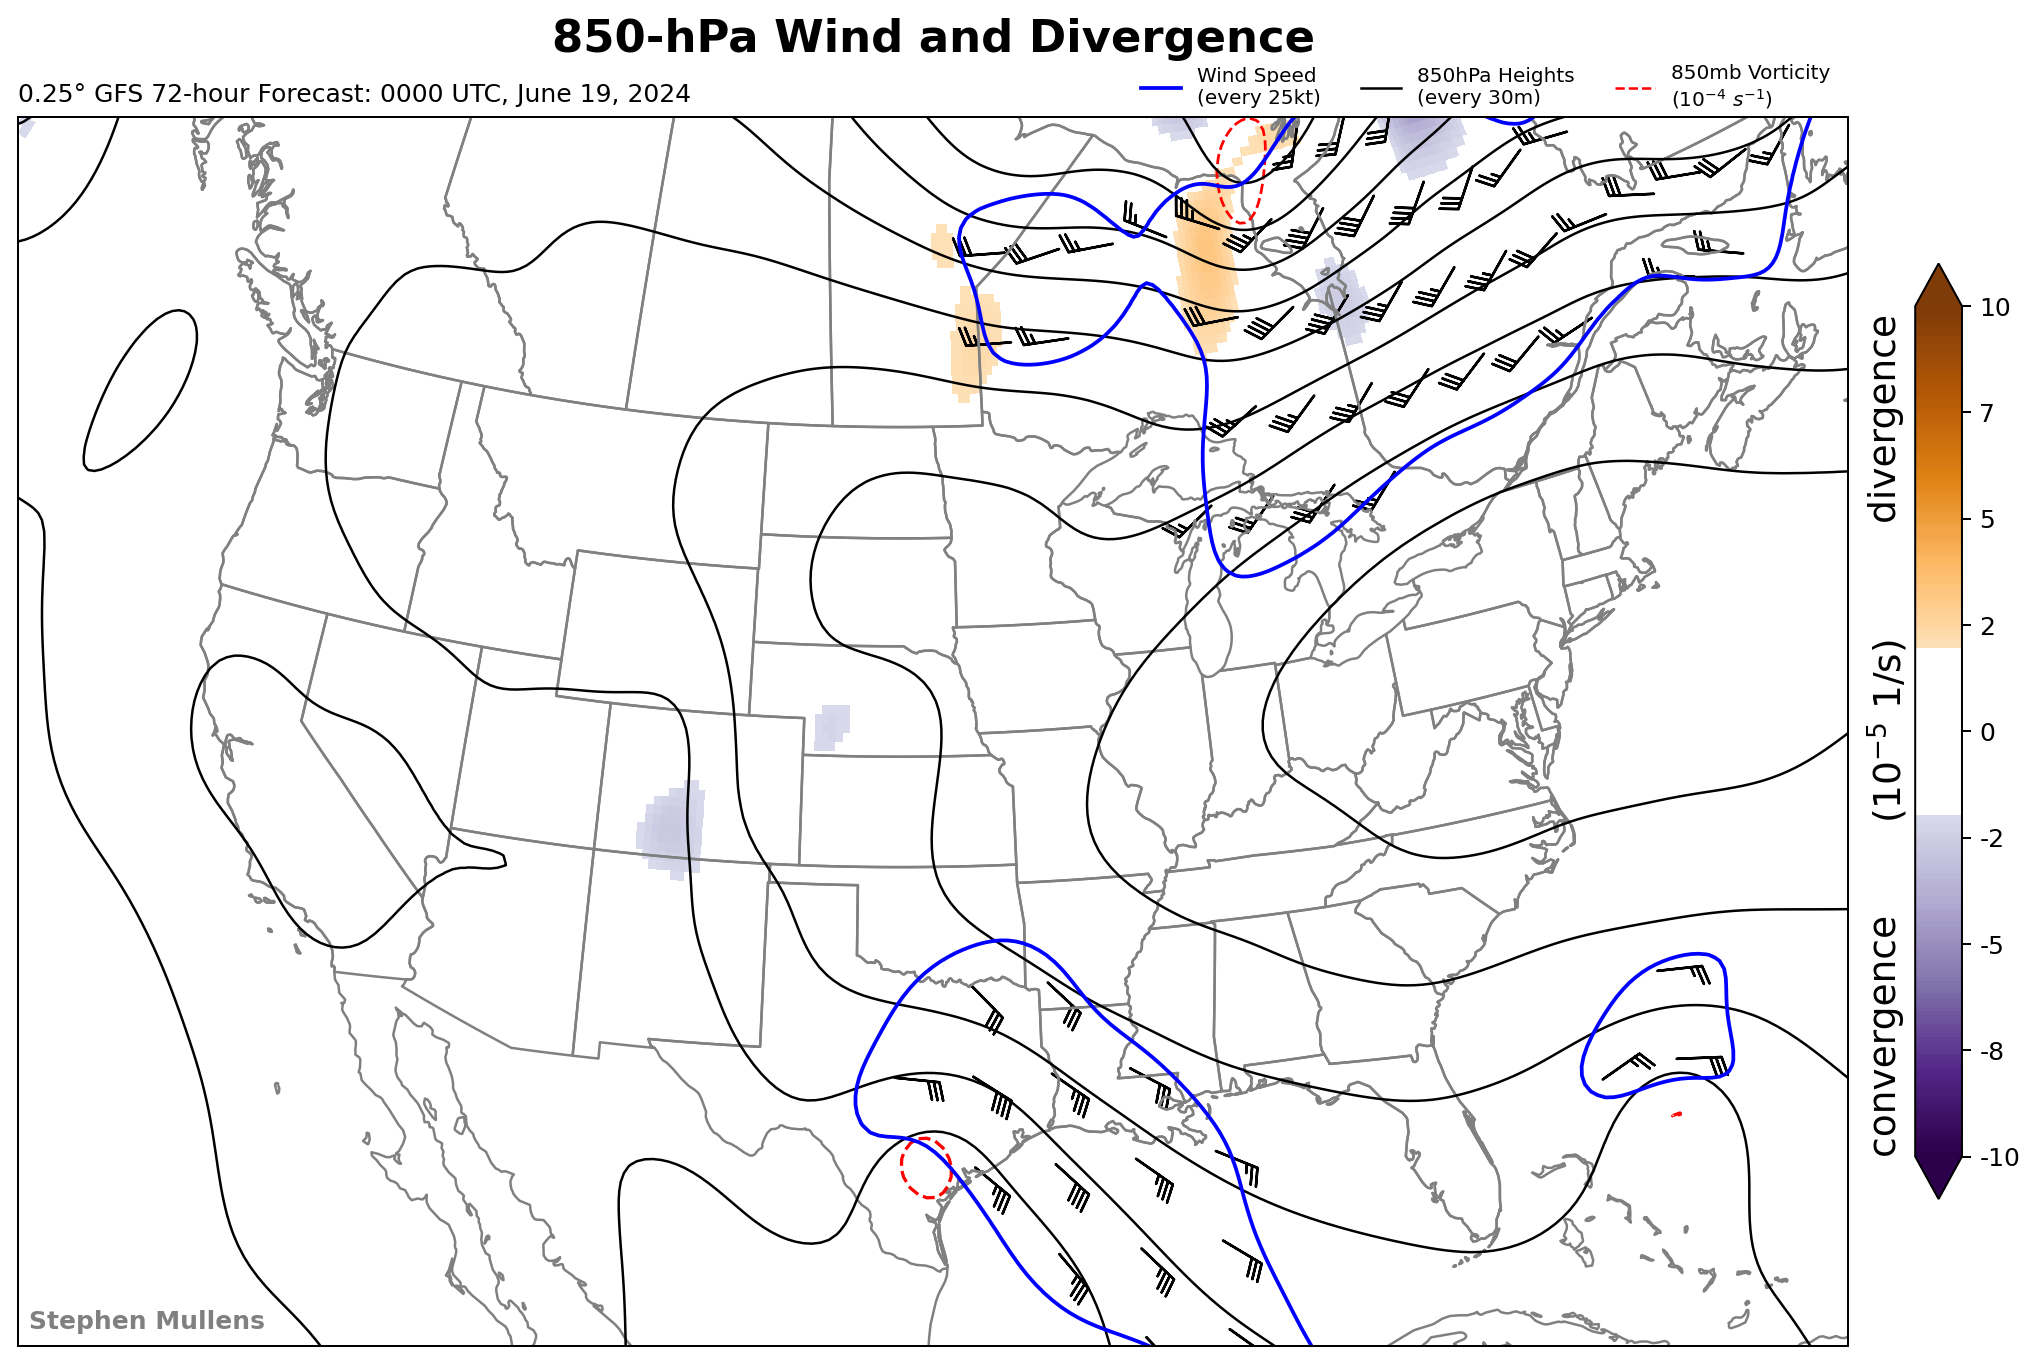 850-hPa Wind and Divergence
0.25° GFS 72-hour Forecast: 0000 UTC, June 19, 2024
Wind Speed
(every 25kt)
850hPa Heights
(every 30m)
850mb Vorticity
(10⁻⁴ s⁻¹)
10
7
5
2
0
-2
-5
-8
-10
convergence (10⁻⁵ 1/s) divergence
Stephen Mullens